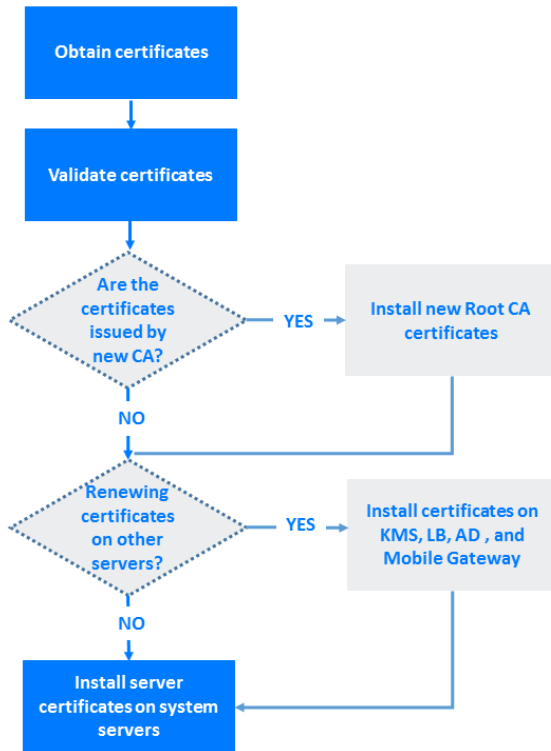 Obtain certificates
Validate certificates
Are the
certificates
issued by
new CA?
YES
Install new Root CA
certificates
NO
Renewing
certificates
on other
servers?
YES
Install certificates on
KMS, LB, AD , and
Mobile Gateway
NO
Install server
certificates on system
servers